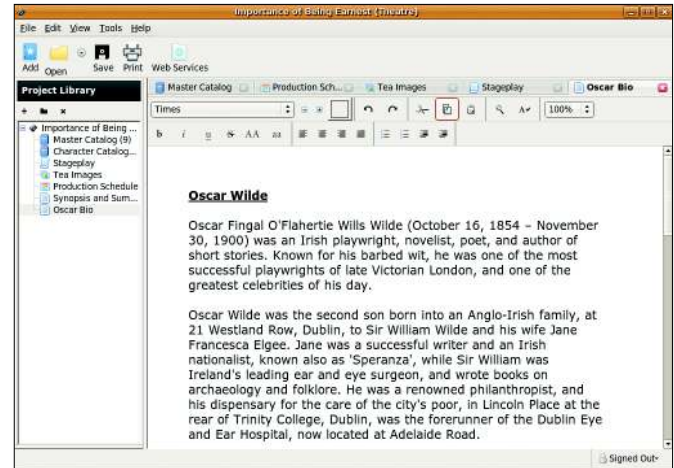 Importance of Being Earnest (Theatre)
File Edit View Tools Help
Add Open Save Print Web Services
Project Library
Master Catalog Production Sch... Tea Images Stageplay Oscar Bio
Times 100%
b i u S AA aa
Importance of Being ...
Master Catalog (9)
Character Catalog...
Stageplay
Tea Images
Production Schedule
Synopsis and Sum...
Oscar Bio
Oscar Wilde
Oscar Fingal O'Flahertie Wills Wilde (October 16, 1854 – November
30, 1900) was an Irish playwright, novelist, poet, and author of
short stories. Known for his barbed wit, he was one of the most
successful playwrights of late Victorian London, and one of the
greatest celebrities of his day.
Oscar Wilde was the second son born into an Anglo-Irish family, at
21 Westland Row, Dublin, to Sir William Wilde and his wife Jane
Francesca Elgee. Jane was a successful writer and an Irish
nationalist, known also as 'Speranza', while Sir William was
Ireland's leading ear and eye surgeon, and wrote books on
archaeology and folklore. He was a renowned philanthropist, and
his dispensary for the care of the city's poor, in Lincoln Place at the
rear of Trinity College, Dublin, was the forerunner of the Dublin Eye
and Ear Hospital, now located at Adelaide Road.
Signed Out